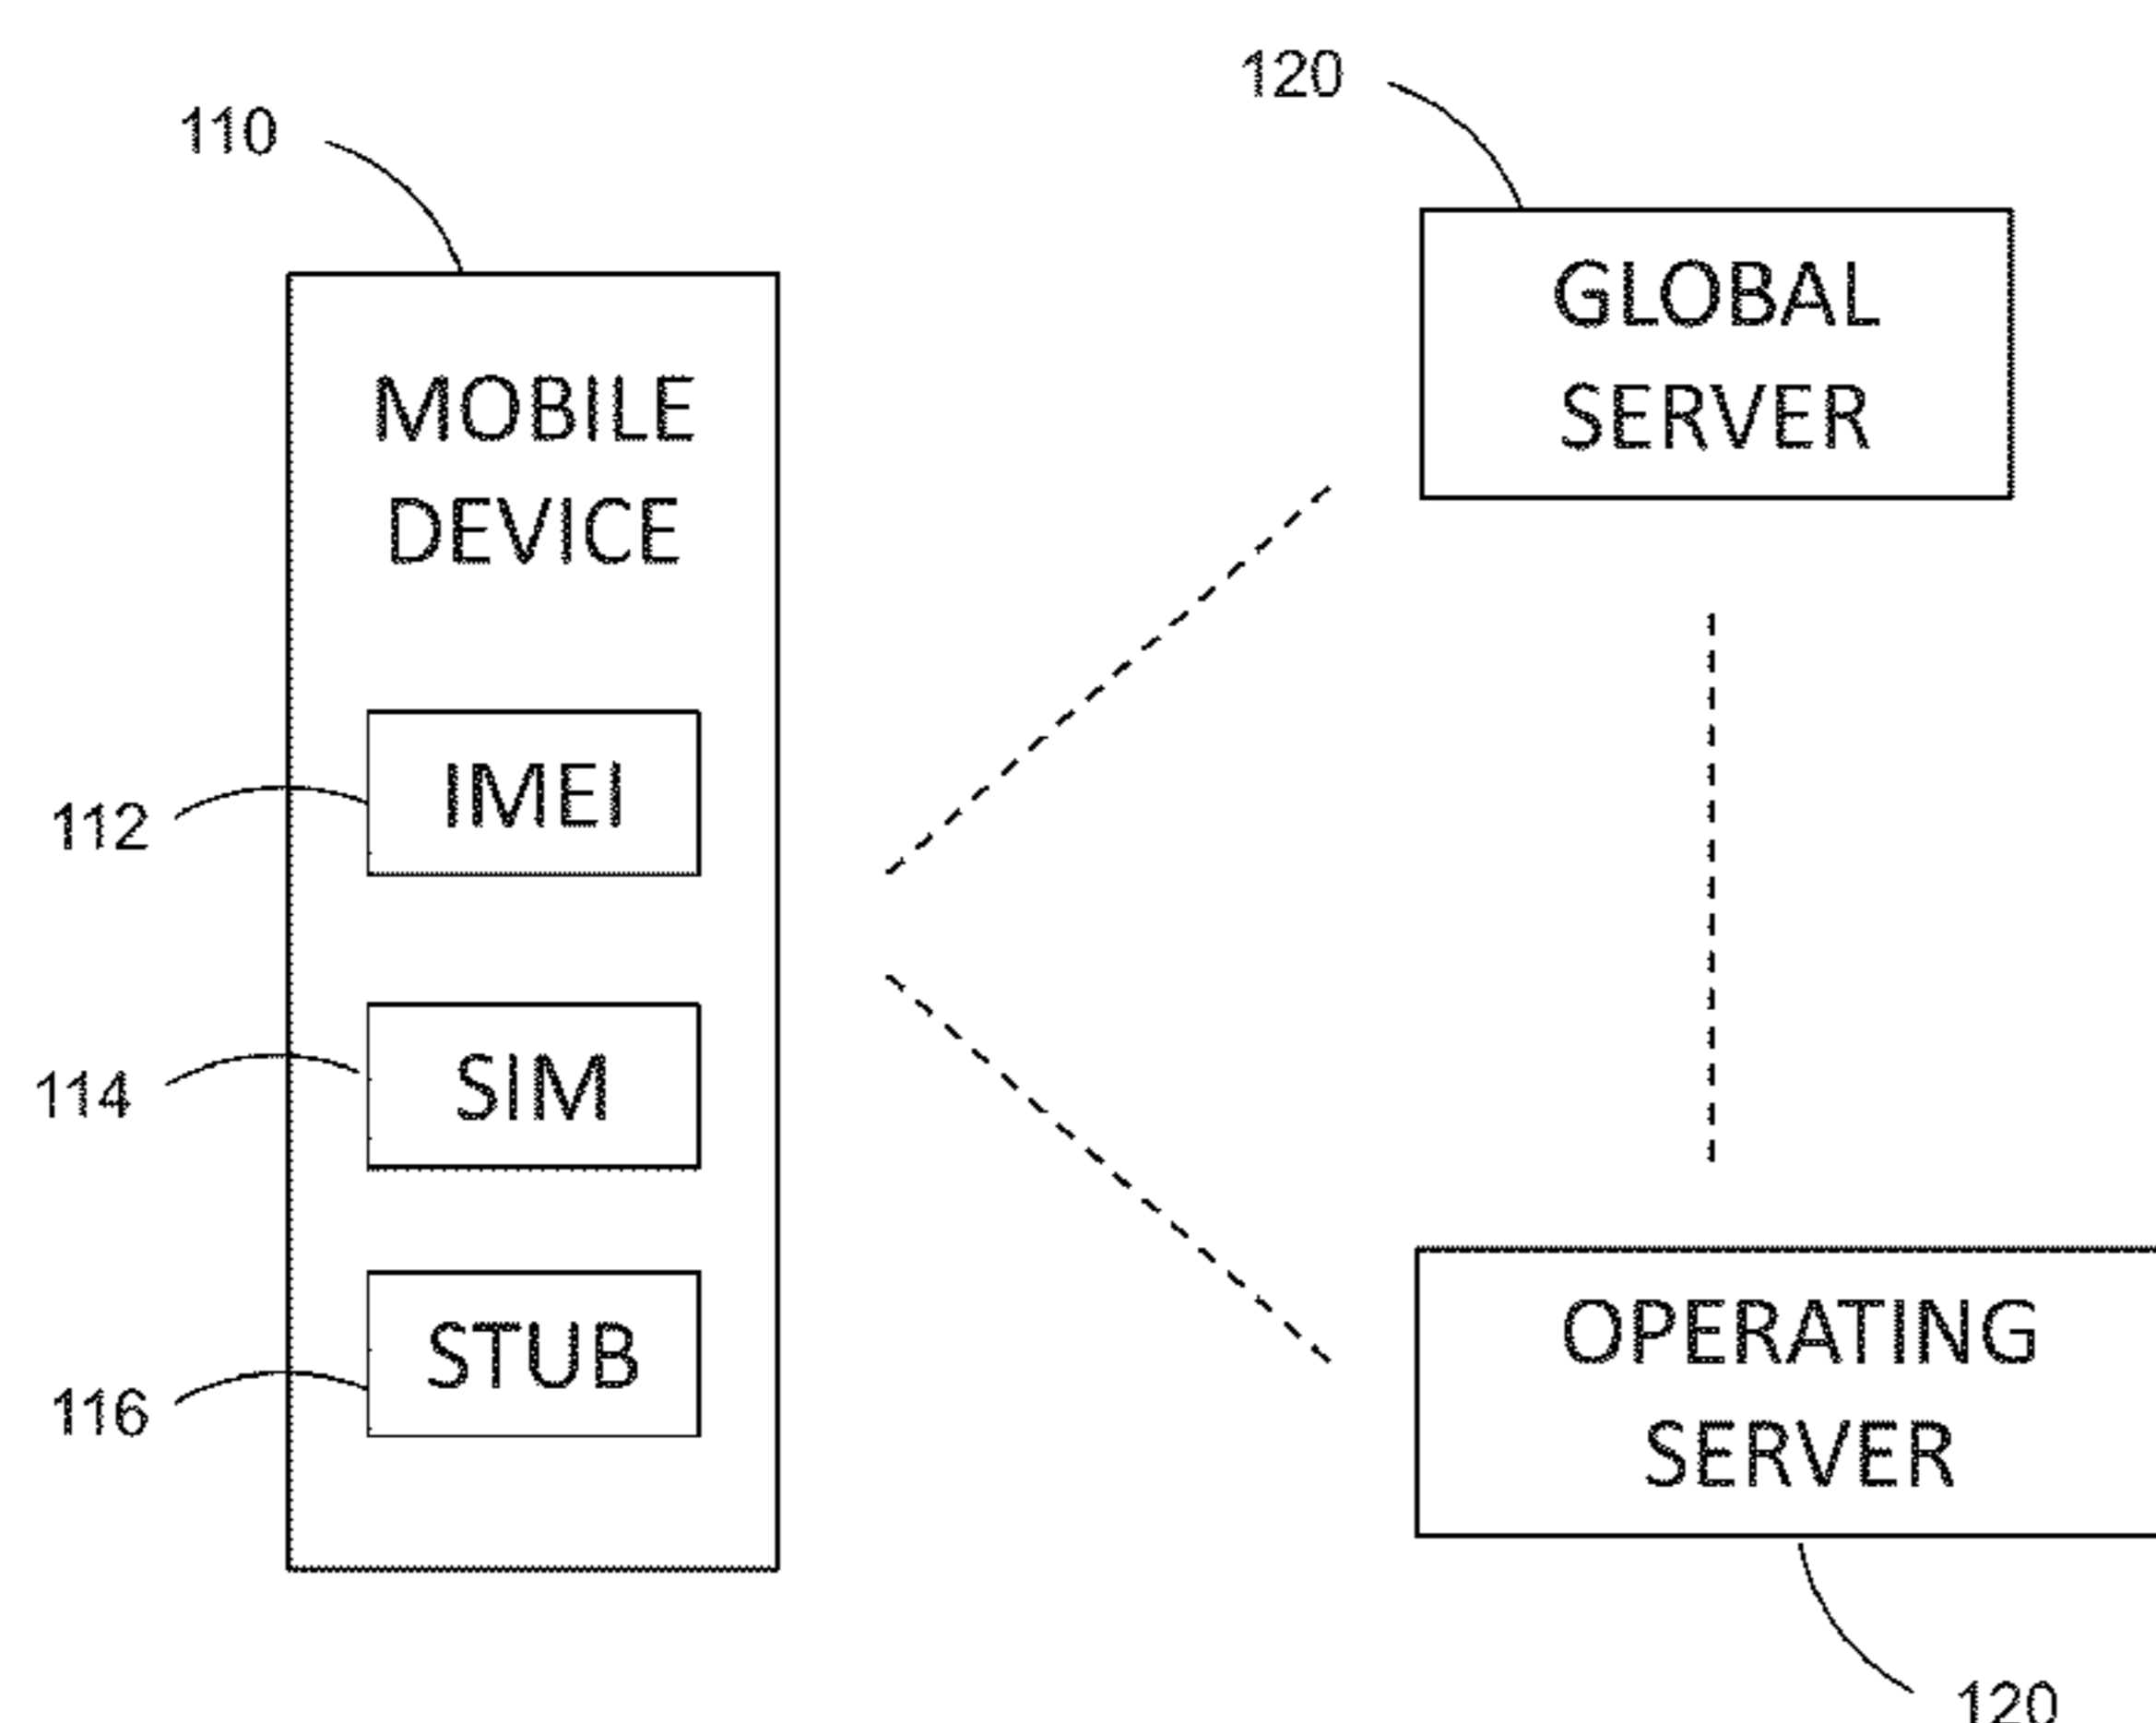 110
MOBILE
DEVICE
112
IMEI
114
SIM
116
STUB
120
GLOBAL
SERVER
OPERATING
SERVER
120